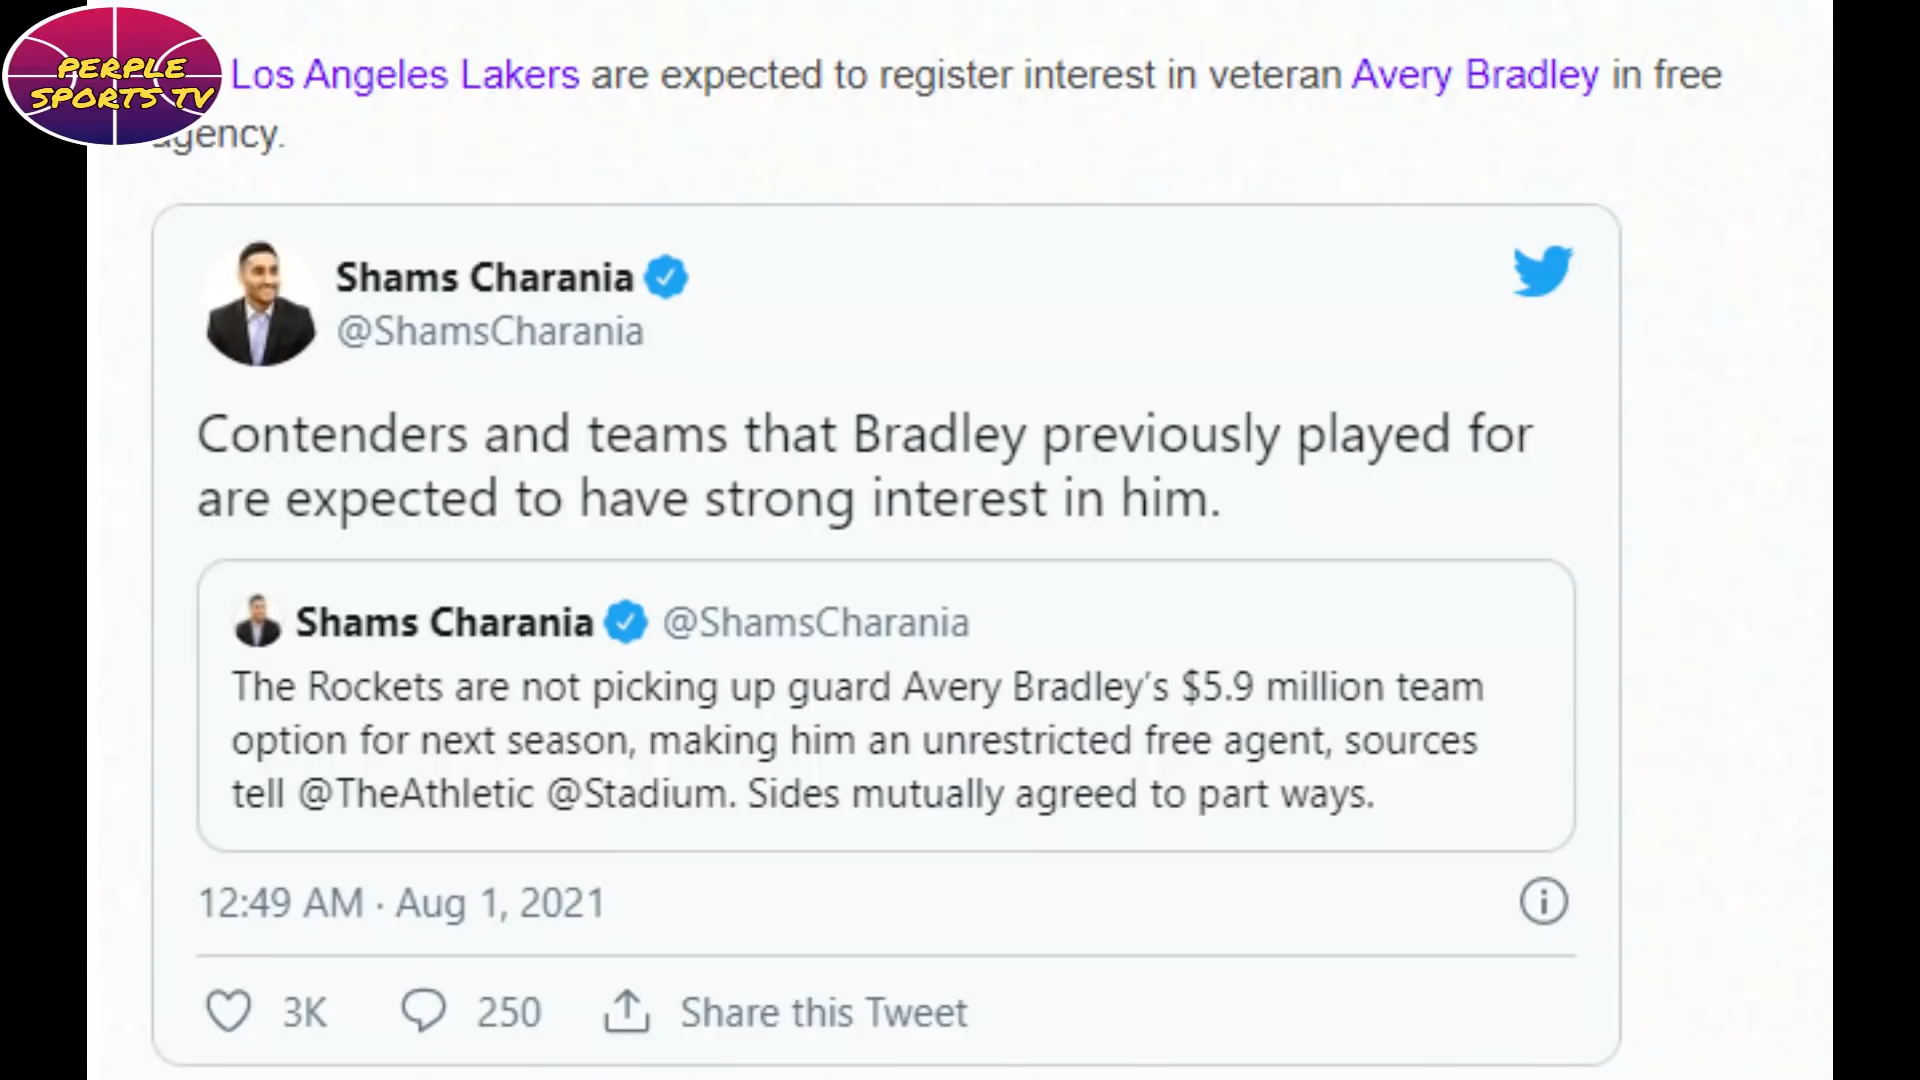 PERPLE
SPORTS TV
Los Angeles Lakers are expected to register interest in veteran Avery Bradley in free
agency.
Shams Charania
@ShamsCharania
Contenders and teams that Bradley previously played for
are expected to have strong interest in him.
Shams Charania @ShamsCharania
The Rockets are not picking up guard Avery Bradley's $5.9 million team
option for next season, making him an unrestricted free agent, sources
tell @TheAthletic @Stadium. Sides mutually agreed to part ways.
12:49 AM · Aug 1, 2021
3K 250 Share this Tweet